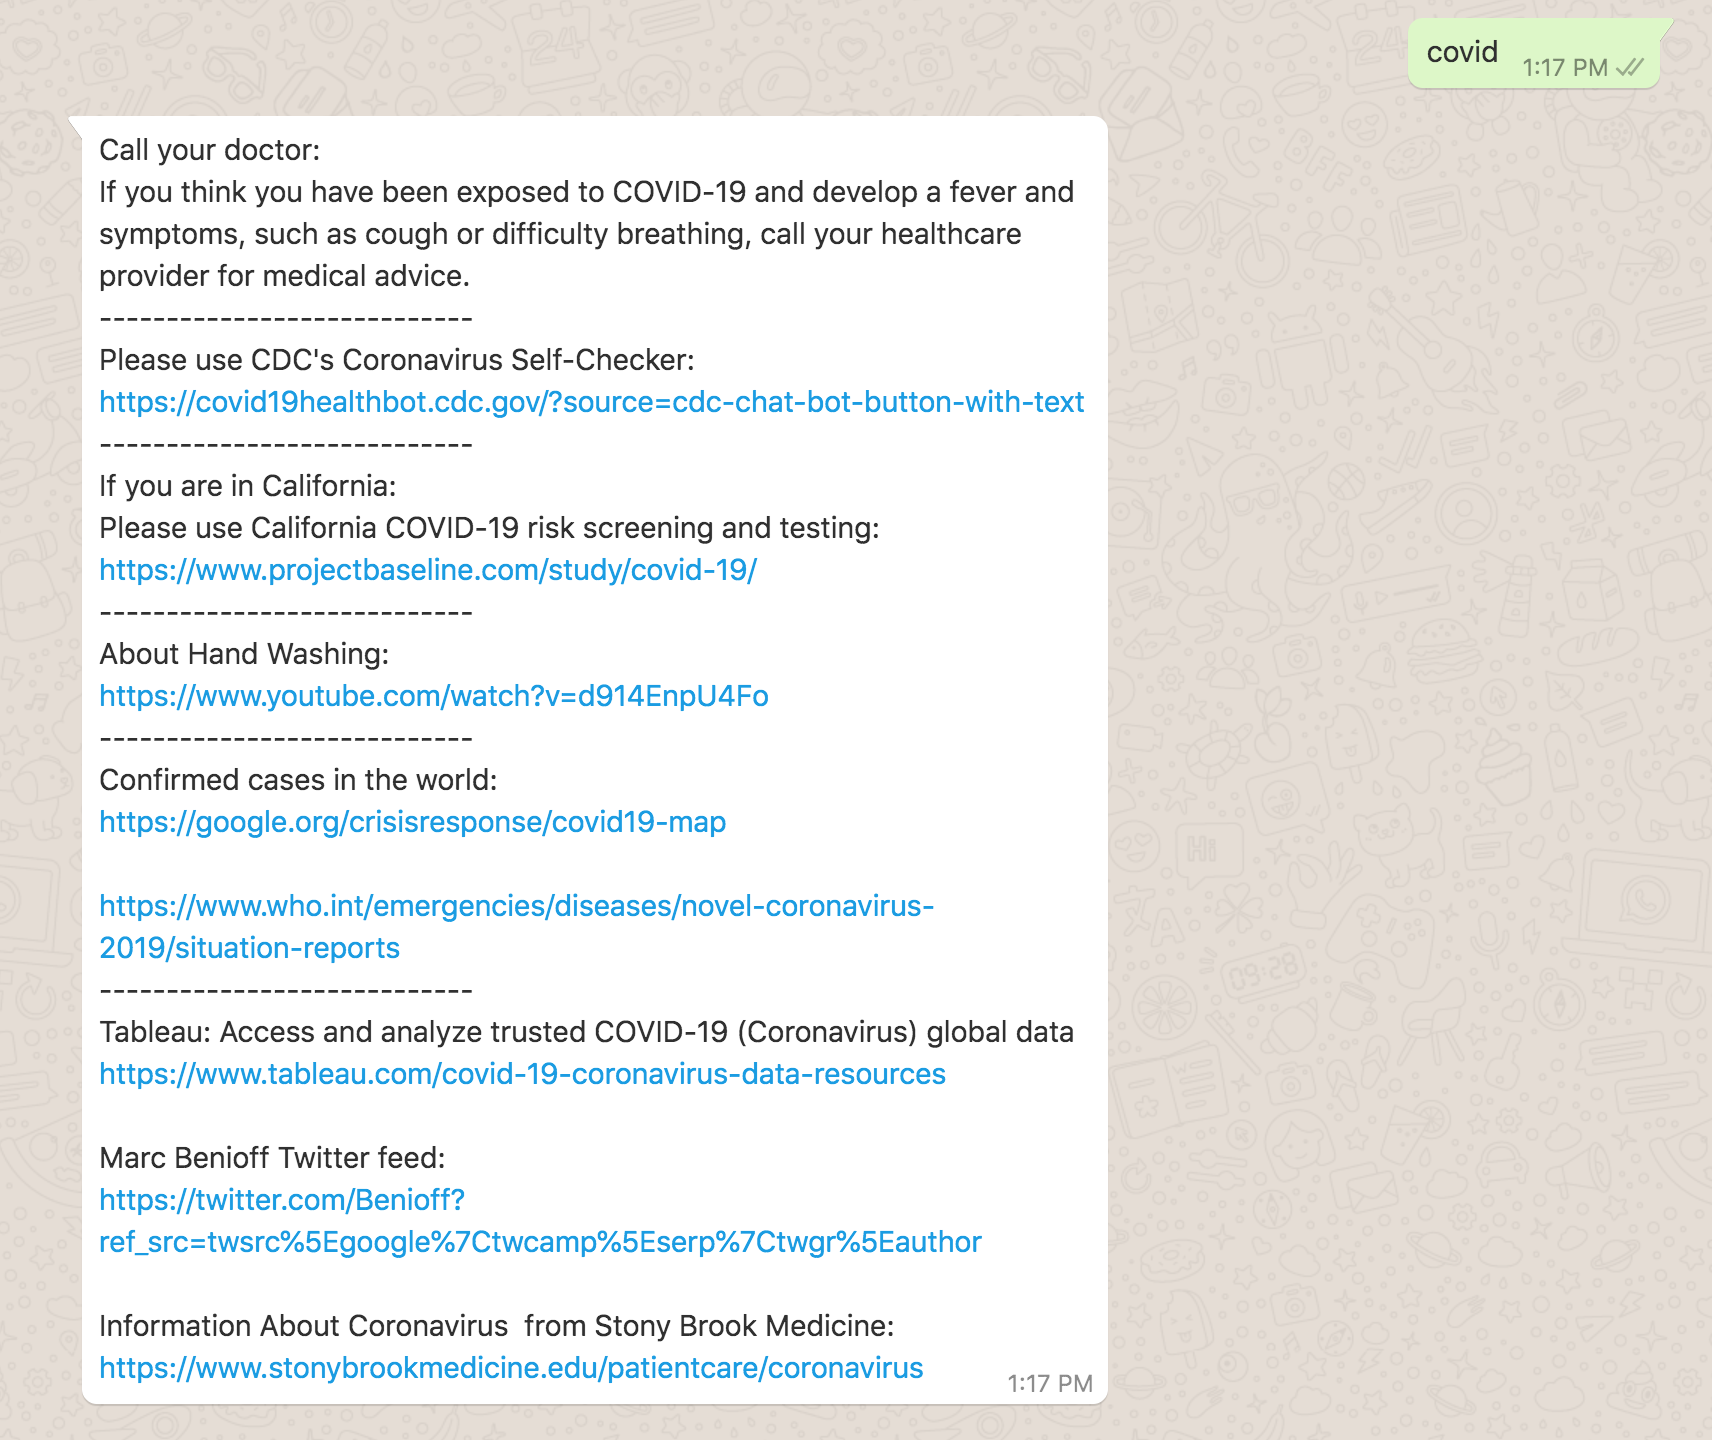 covid
1:17 PM
Call your doctor:
If you think you have been exposed to COVID-19 and develop a fever and
symptoms, such as cough or difficulty breathing, call your healthcare
provider for medical advice.
----------------------------
Please use CDC's Coronavirus Self-Checker:
https://covid19healthbot.cdc.gov/?source=cdc-chat-bot-button-with-text
----------------------------
If you are in California:
Please use California COVID-19 risk screening and testing:
https://www.projectbaseline.com/study/covid-19/
----------------------------
About Hand Washing:
https://www.youtube.com/watch?v=d914EnpU4Fo
----------------------------
Confirmed cases in the world:
https://google.org/crisisresponse/covid19-map
https://www.who.int/emergencies/diseases/novel-coronavirus-
2019/situation-reports
----------------------------
Tableau: Access and analyze trusted COVID-19 (Coronavirus) global data
https://www.tableau.com/covid-19-coronavirus-data-resources
Marc Benioff Twitter feed:
https://twitter.com/Benioff?
ref_src=twsrc%5Egoogle%7Ctwcamp%5Eserp%7Ctwgr%5Eauthor
Information About Coronavirus  from Stony Brook Medicine:
https://www.stonybrookmedicine.edu/patientcare/coronavirus
1:17 PM
24
24
Hi
09:28